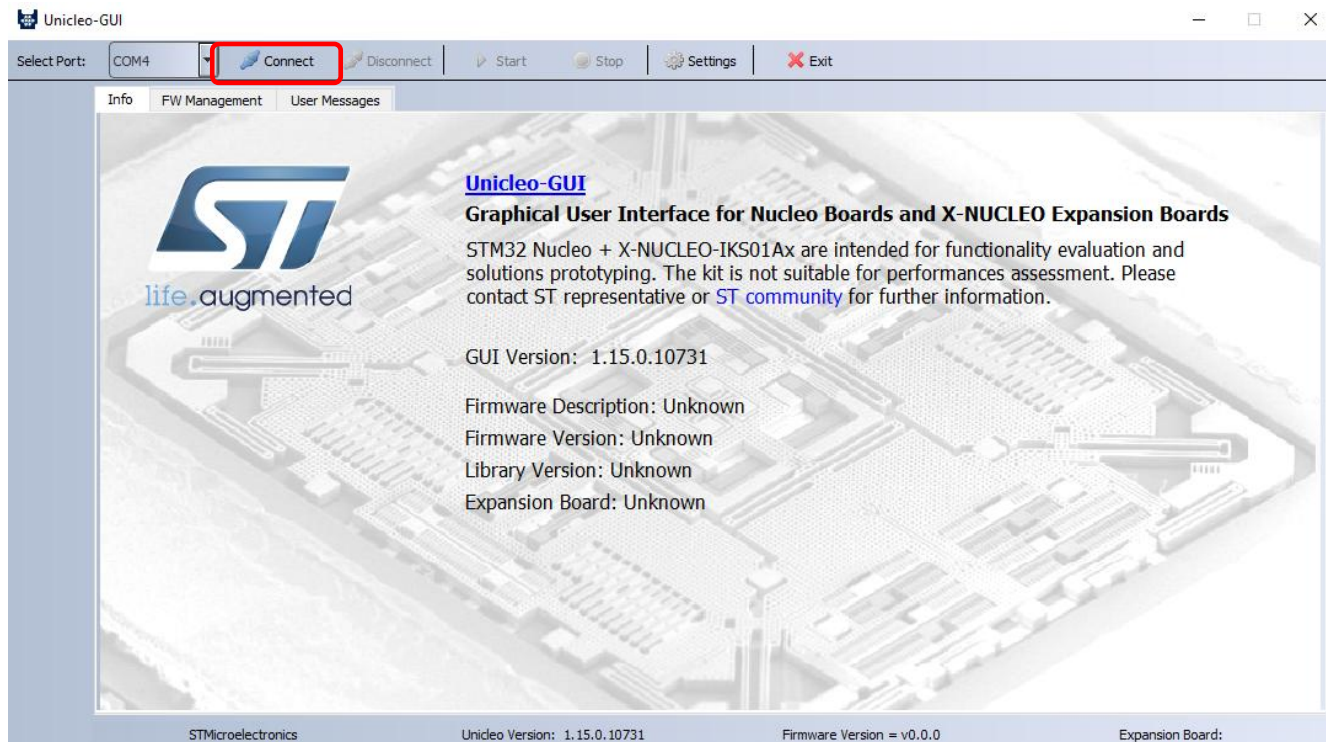 Unicleo-GUI
Select Port: COM4 Connect Disconnect Start Stop Settings Exit
Info FW Management User Messages
ST
life.augmented
Unicleo-GUI
Graphical User Interface for Nucleo Boards and X-NUCLEO Expansion Boards
STM32 Nucleo + X-NUCLEO-IKS01Ax are intended for functionality evaluation and
solutions prototyping. The kit is not suitable for performances assessment. Please
contact ST representative or ST community for further information.
GUI Version: 1.15.0.10731
Firmware Description: Unknown
Firmware Version: Unknown
Library Version: Unknown
Expansion Board: Unknown
STMicroelectronics Unicleo Version: 1.15.0.10731 Firmware Version = v0.0.0 Expansion Board: